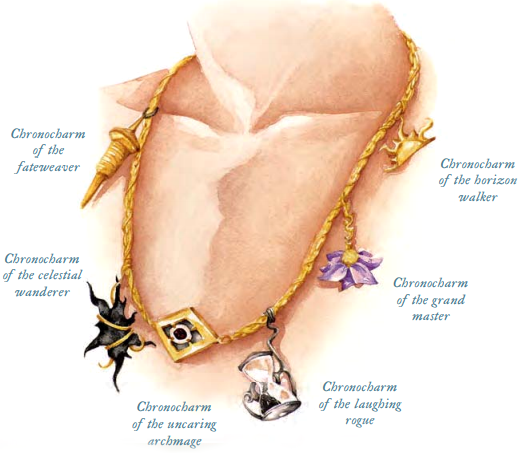 Chronocharm
of the
fateweaver
Chronocharm
of the horizon
walker
Chronocharm
of the celestial
wanderer
Chronocharm
of the grand
master
Chronocharm
of the uncaring
archmage
Chronocharm
of the laughing
rogue